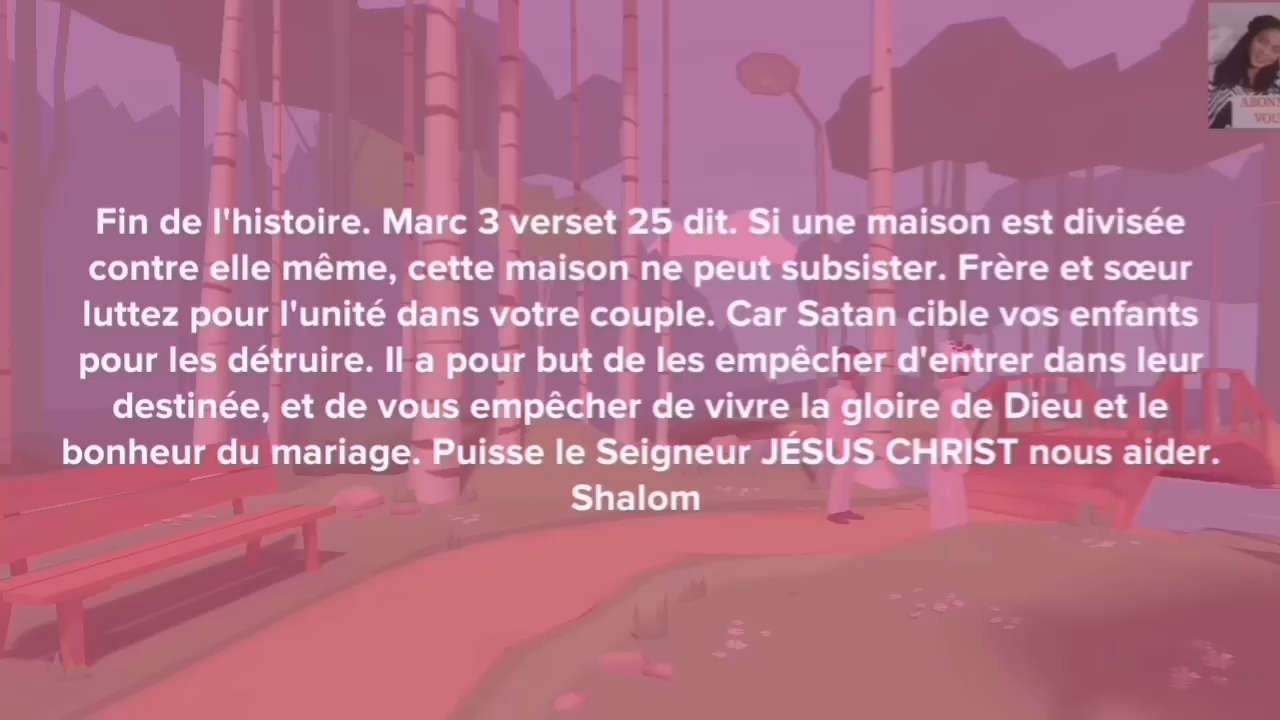 Fin de l'histoire. Marc 3 verset 25 dit. Si une maison est divisée
contre elle même, cette maison ne peut subsister. Frère et sœur
luttez pour l'unité dans votre couple. Car Satan cible vos enfants
pour les détruire. Il a pour but de les empêcher d'entrer dans leur
destinée, et de vous empêcher de vivre la gloire de Dieu et le
bonheur du mariage. Puisse le Seigneur JÉSUS CHRIST nous aider.
Shalom